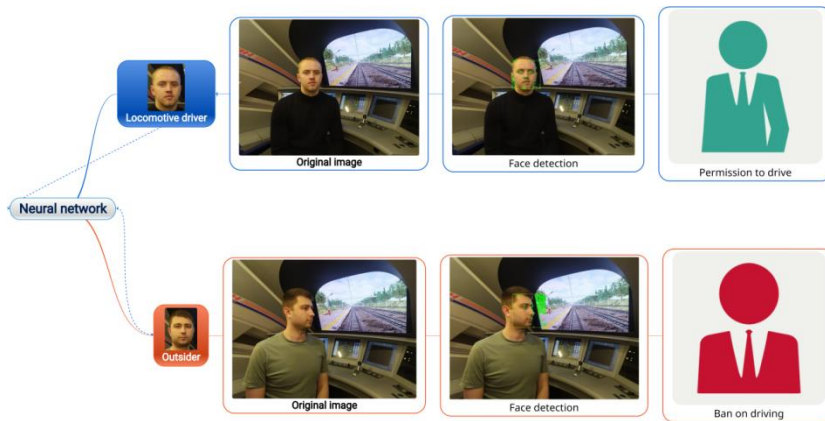 Locomotive driver
Original image
Face detection
Permission to drive
Neural network
Outsider
Original image
Face detection
Ban on driving